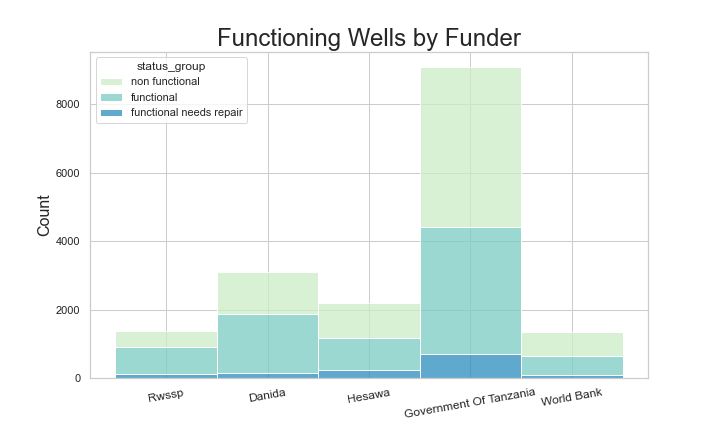 Functioning Wells by Funder
status_group
non functional
functional
functional needs repair
Count
8000
6000
4000
2000
0
Rwssp
Danida
Hesawa
Government Of Tanzania
World Bank